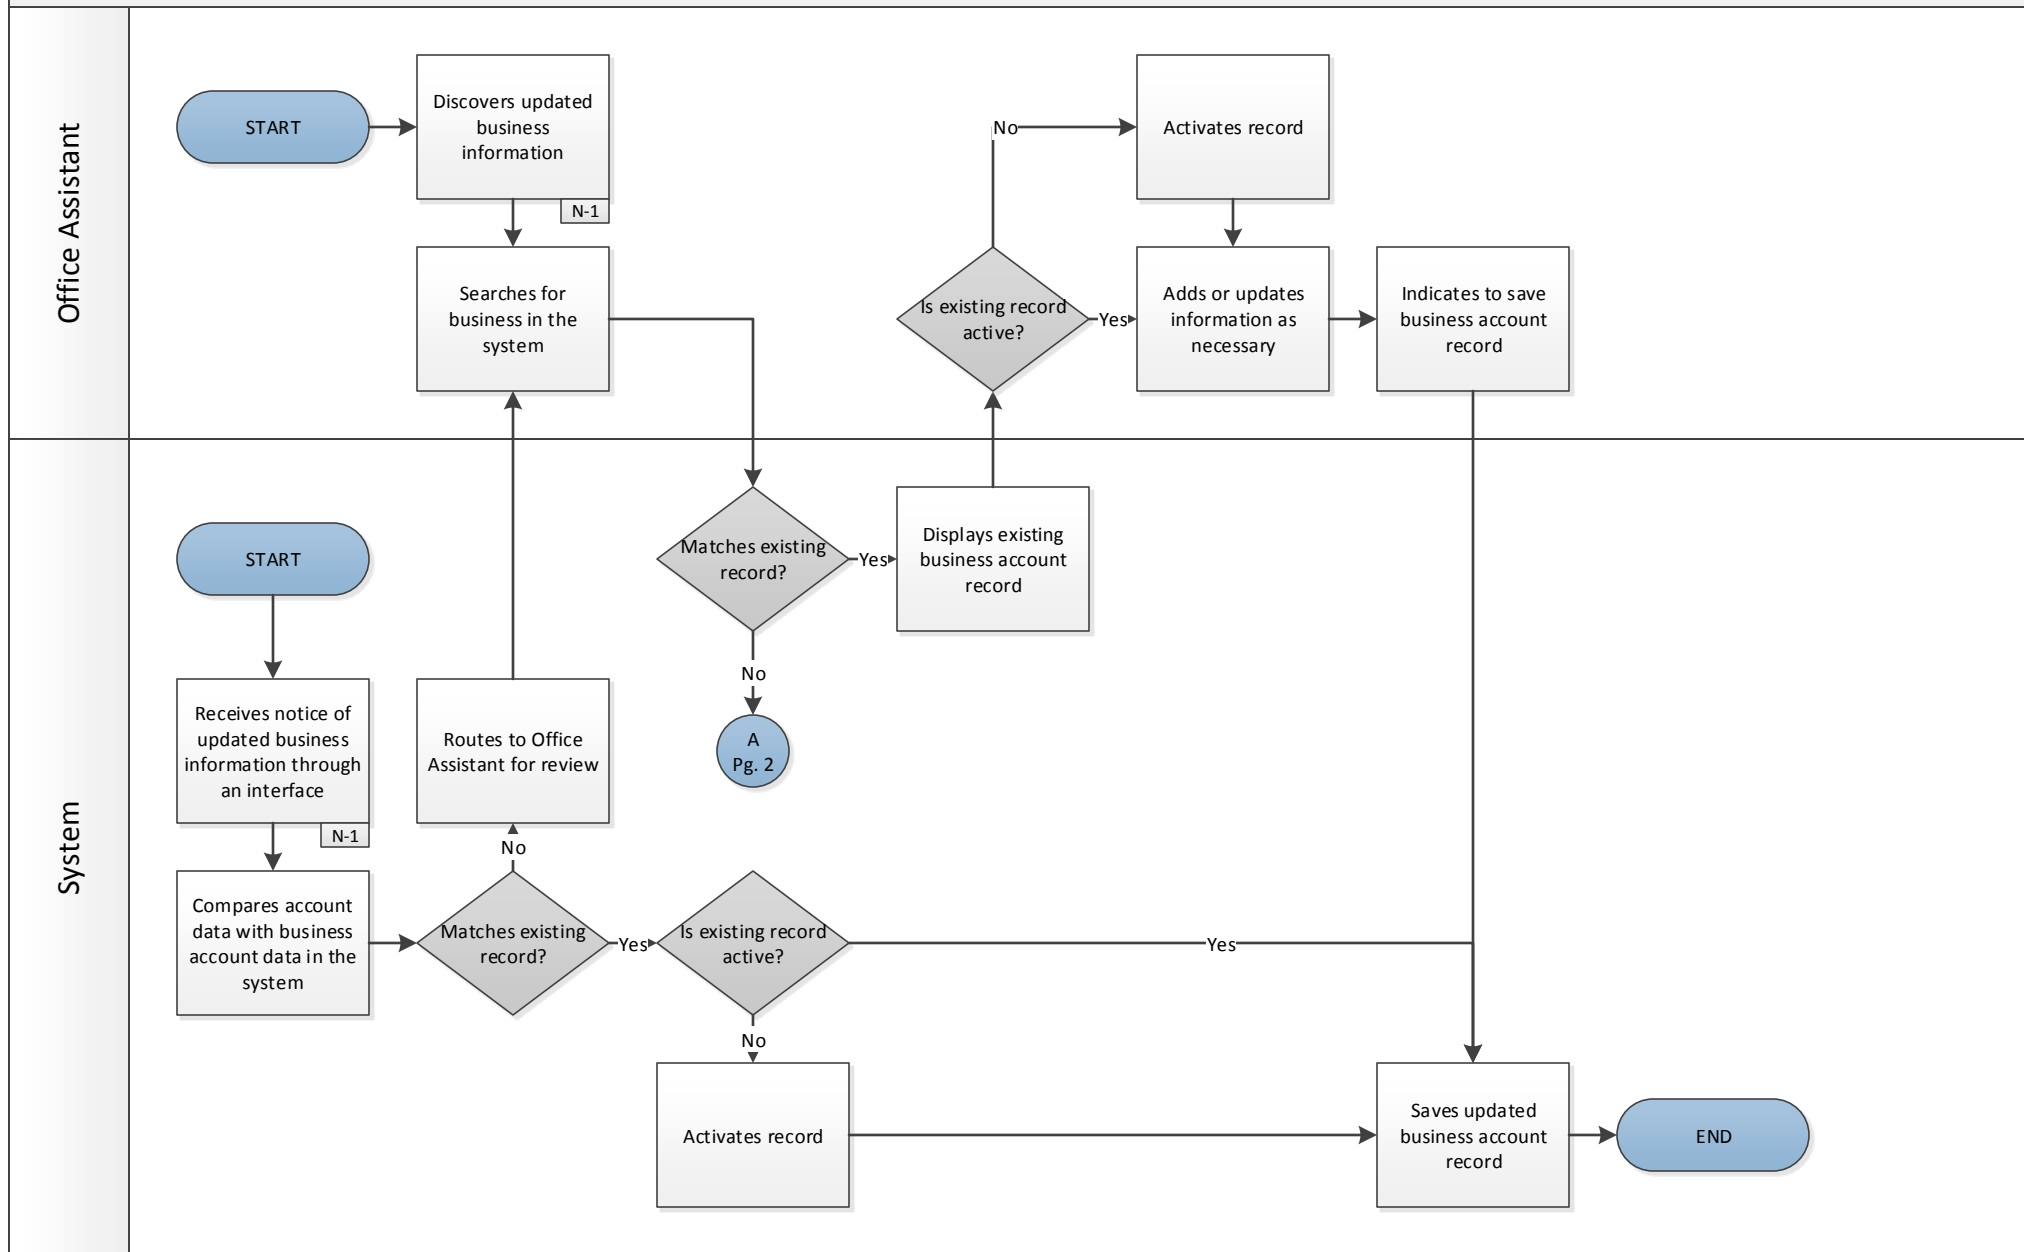 Office Assistant
START
Discovers updated
business
information
N-1
Searches for
business in the
system
No
Activates record
Is existing record
active?
Yes
Adds or updates
information as
necessary
Indicates to save
business account
record
System
START
Receives notice of
updated business
information through
an interface
N-1
Compares account
data with business
account data in the
system
Matches existing
record?
No
Routes to Office
Assistant for review
Yes
Is existing record
active?
Yes
No
Activates record
Matches existing
record?
Yes
Displays existing
business account
record
No
A
Pg. 2
Saves updated
business account
record
END